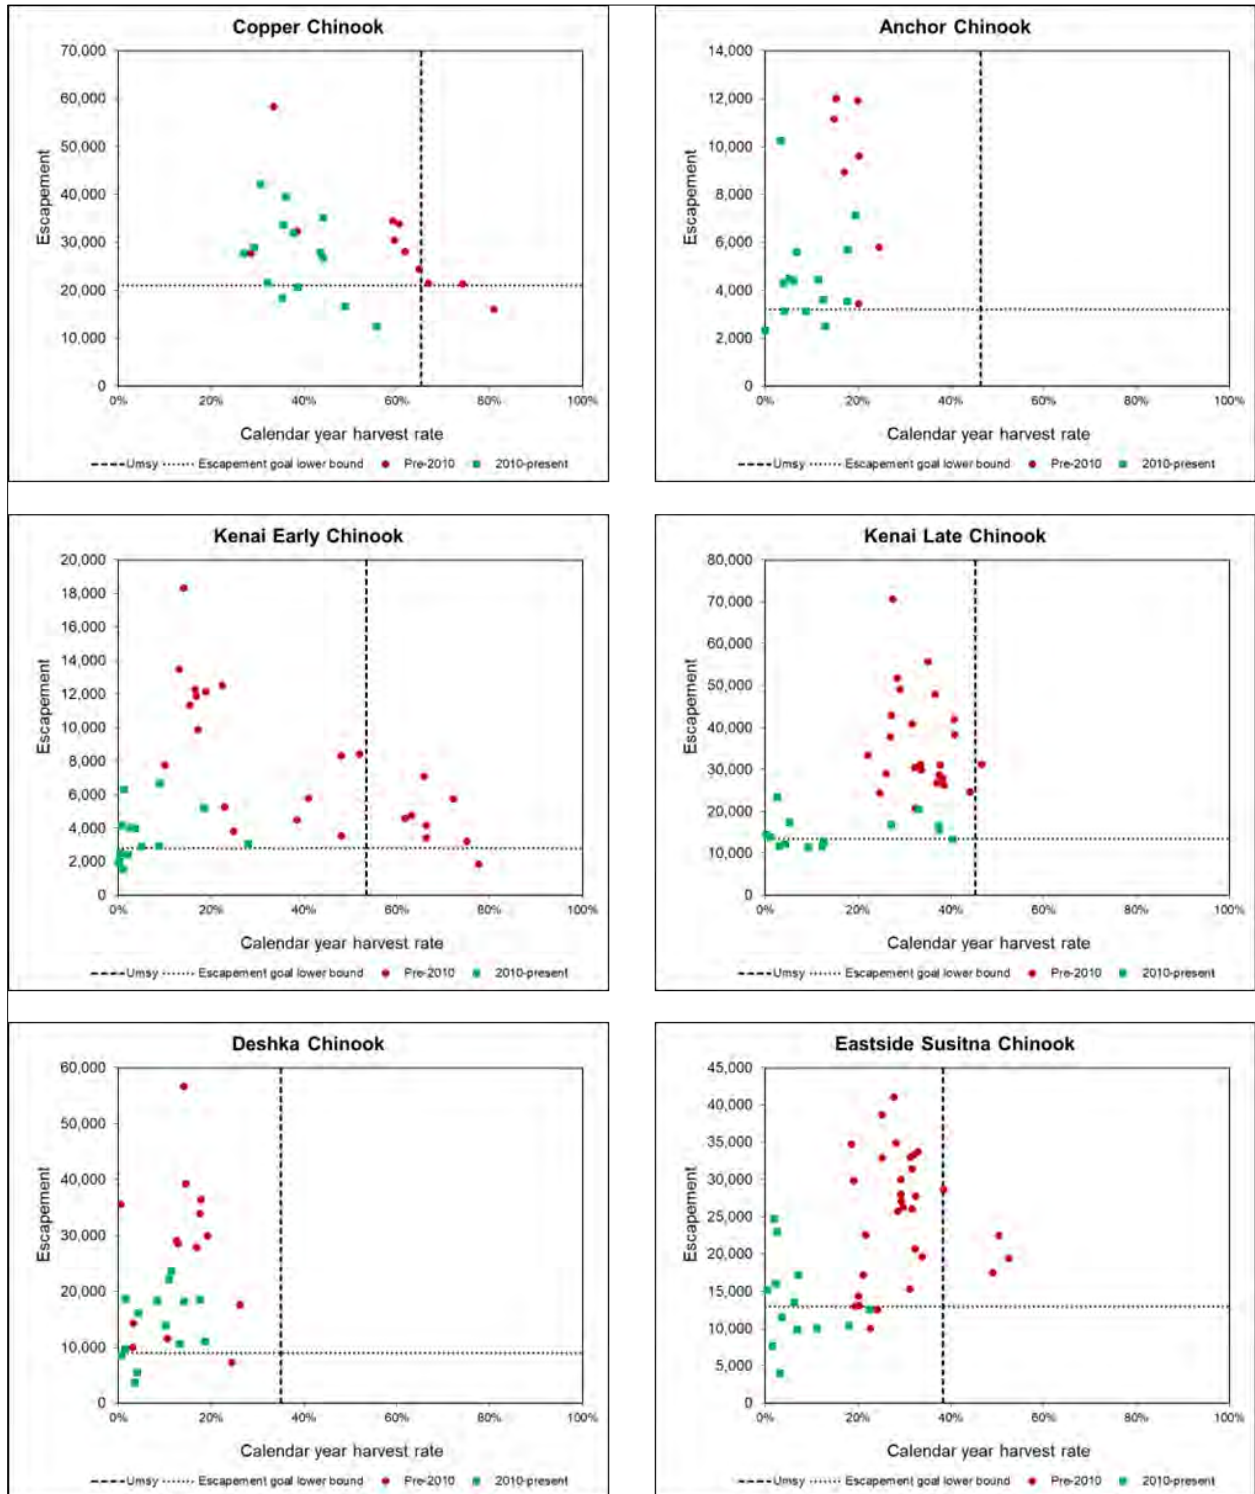 Copper Chinook
70,000
60,000
50,000
40,000
30,000
20,000
10,000
0
Escapement
0% 20% 40% 60% 80% 100%
Calendar year harvest rate
Umsy Escapement goal lower bound Pre-2010 2010-present
Anchor Chinook
14,000
12,000
10,000
8,000
6,000
4,000
2,000
0
Escapement
0% 20% 40% 60% 80% 100%
Calendar year harvest rate
Umsy Escapement goal lower bound Pre-2010 2010-present
Kenai Early Chinook
20,000
18,000
16,000
14,000
12,000
10,000
8,000
6,000
4,000
2,000
0
Escapement
0% 20% 40% 60% 80% 100%
Calendar year harvest rate
Umsy Escapement goal lower bound Pre-2010 2010-present
Kenai Late Chinook
80,000
70,000
60,000
50,000
40,000
30,000
20,000
10,000
0
Escapement
0% 20% 40% 60% 80% 100%
Calendar year harvest rate
Umsy Escapement goal lower bound Pre-2010 2010-present
Deshka Chinook
60,000
50,000
40,000
30,000
20,000
10,000
0
Escapement
0% 20% 40% 60% 80% 100%
Calendar year harvest rate
Umsy Escapement goal lower bound Pre-2010 2010-present
Eastside Susitna Chinook
45,000
40,000
35,000
30,000
25,000
20,000
15,000
10,000
5,000
0
Escapement
0% 20% 40% 60% 80% 100%
Calendar year harvest rate
Umsy Escapement goal lower bound Pre-2010 2010-present